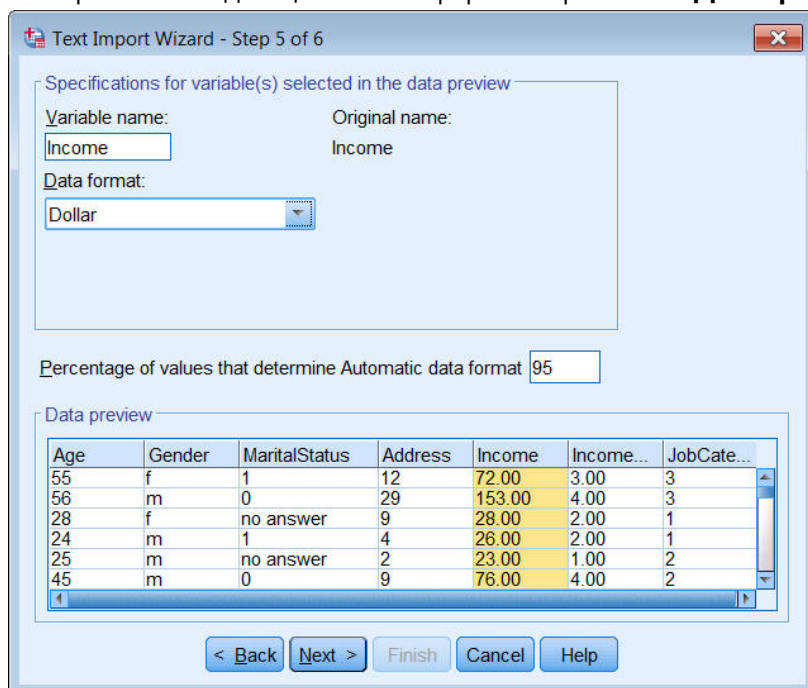 Text Import Wizard - Step 5 of 6
Specifications for variable(s) selected in the data preview
Variable name: Original name:
Income Income
Data format:
Dollar
Percentage of values that determine Automatic data format 95
Data preview
Age Gender MaritalStatus Address Income Income... JobCate...
55 f 1 12 72.00 3.00 3
56 m 0 29 153.00 4.00 3
28 f no answer 9 28.00 2.00 1
24 m 1 4 26.00 2.00 1
25 m no answer 2 23.00 1.00 2
45 m 0 9 76.00 4.00 2
< Back Next > Finish Cancel Help